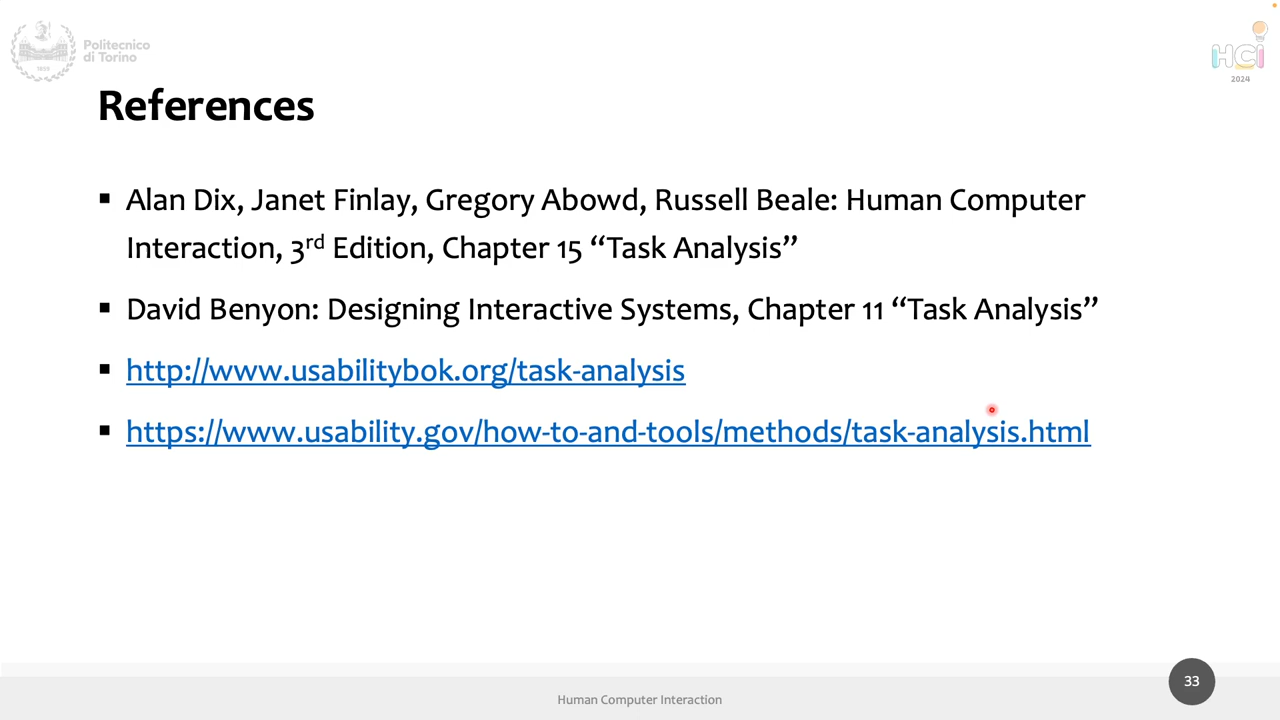 Politecnico
di Torino
1859
HCI
2024
References
▪ Alan Dix, Janet Finlay, Gregory Abowd, Russell Beale: Human Computer
Interaction, 3rd Edition, Chapter 15 “Task Analysis”
▪ David Benyon: Designing Interactive Systems, Chapter 11 “Task Analysis”
▪ http://www.usabilitybok.org/task-analysis
▪ https://www.usability.gov/how-to-and-tools/methods/task-analysis.html
Human Computer Interaction
33